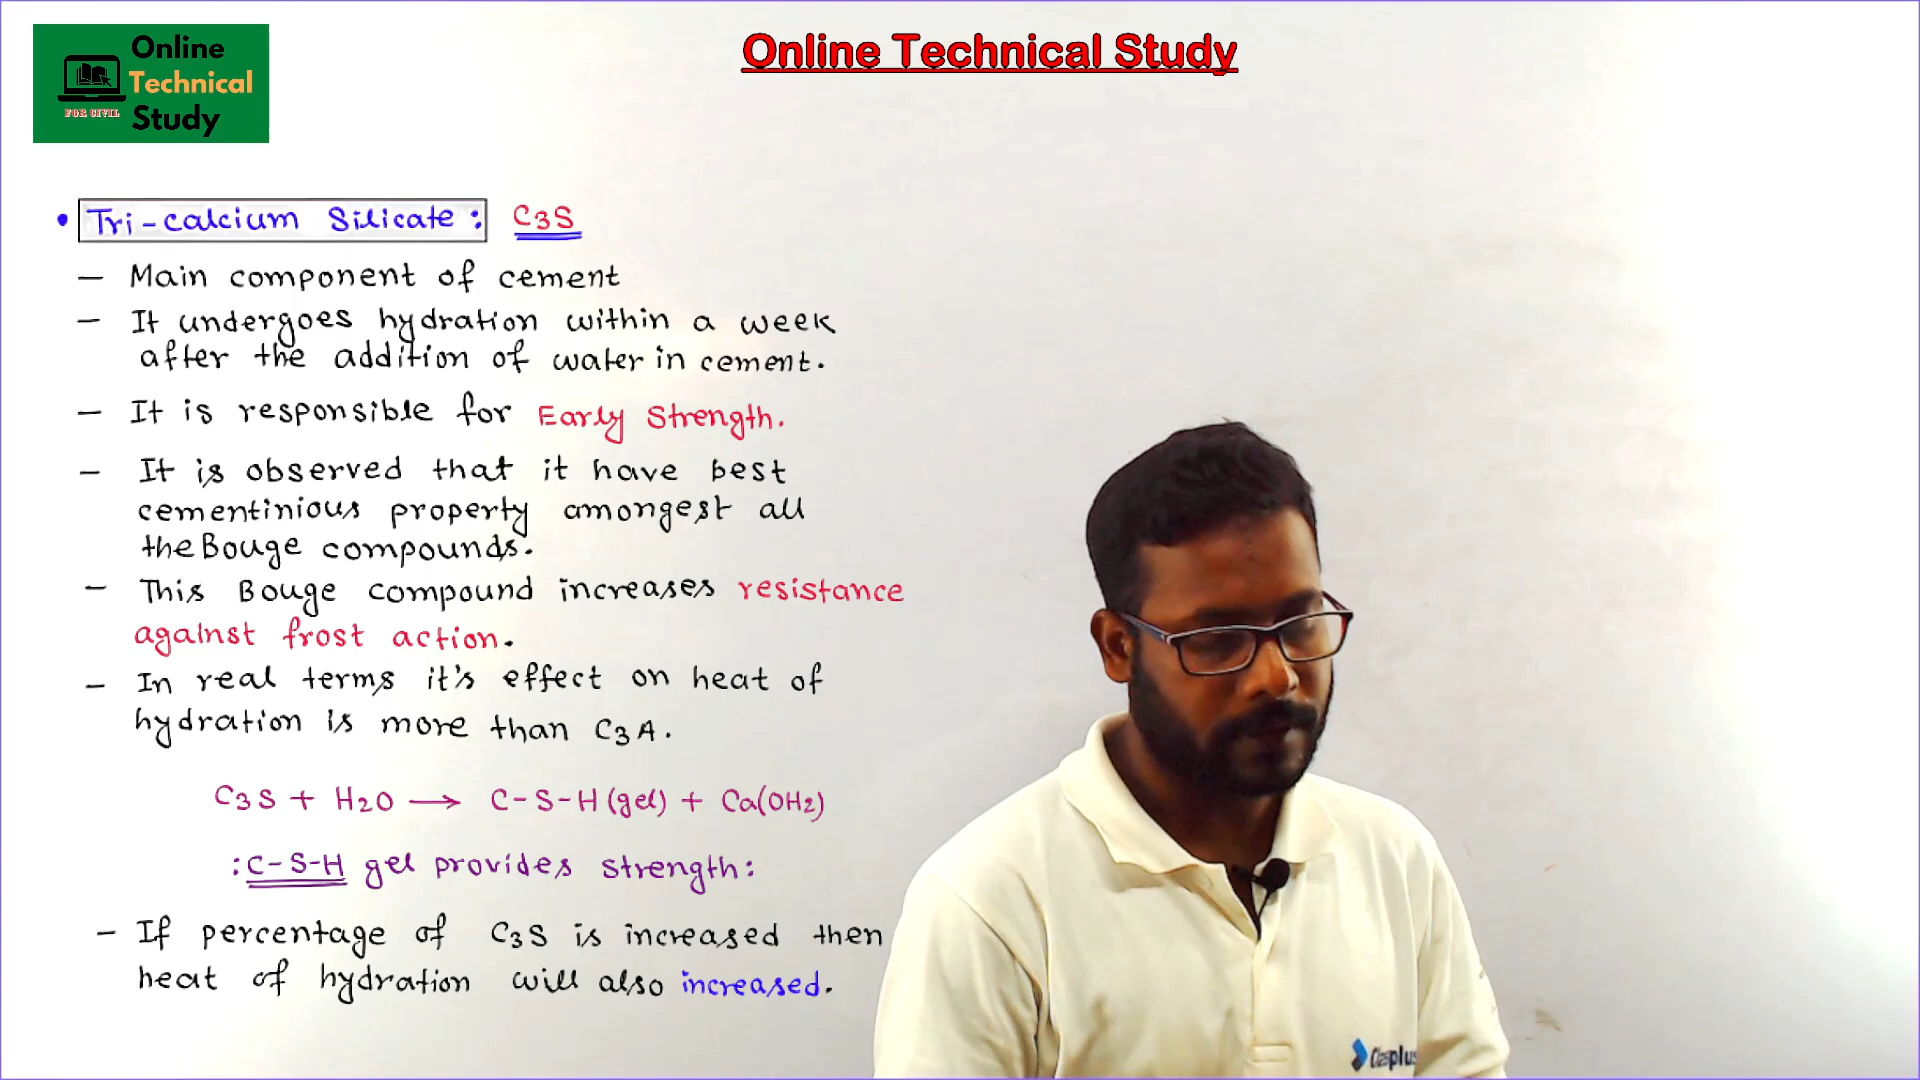 Online
Technical
FOR CIVIL
Study
Online Technical Study
• Tri-calcium Silicate: C3S
— Main component of cement
— It undergoes hydration within a week
after the addition of water in cement.
— It is responsible for Early Strength.
— It is observed that it have best
cementinious property amongest all
the Bouge compounds.
— This Bouge compound increases resistance
against frost action.
— In real terms it's effect on heat of
hydration is more than C3A.
C3S + H2O → C-S-H (gel) + Ca(OH2)
:C-S-H gel provides strength:
— If percentage of C3S is increased then
heat of hydration will also increased.
Classplus